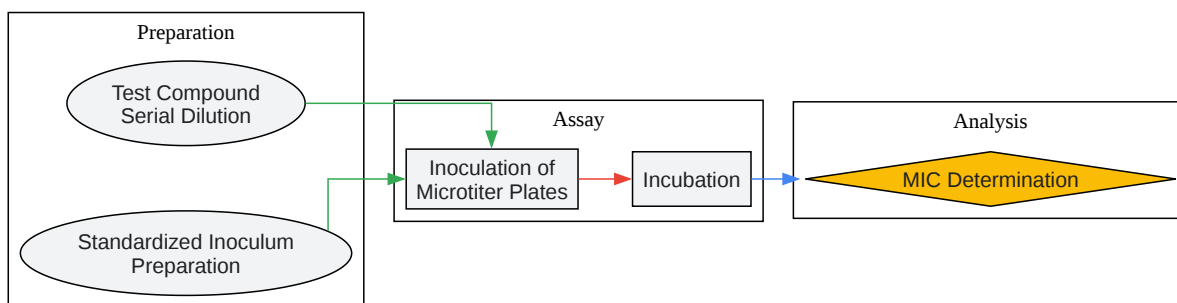 Preparation
Test Compound
Serial Dilution
Standardized Inoculum
Preparation
Assay
Inoculation of
Microtiter Plates
Incubation
Analysis
MIC Determination